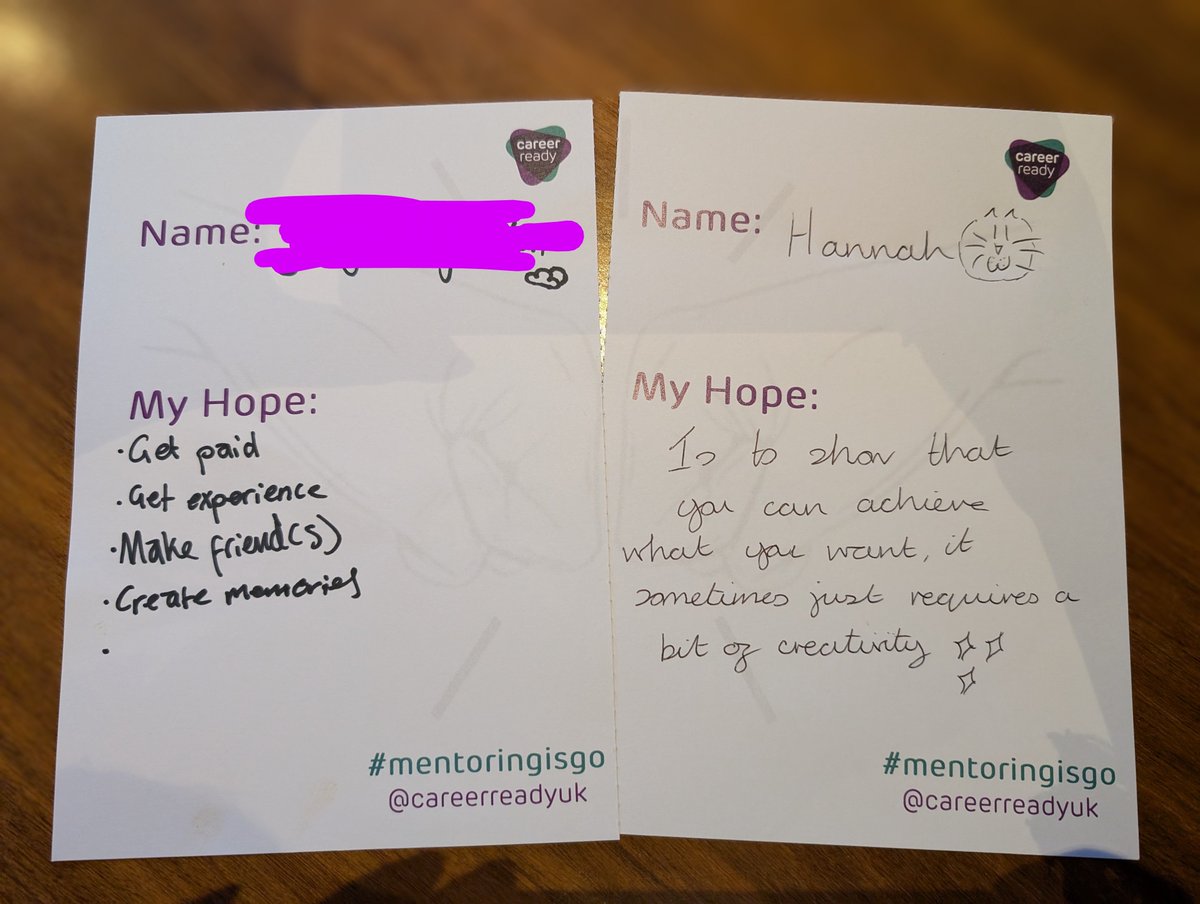 career
ready
Name:
My Hope:
· Get paid
· Get experience
· Make friend(s)
· Create memories
·
#mentoringisgo
@careerreadyuk
career
ready
Name: Hannah
My Hope:
Is to show that
you can achieve
what you want, it
sometimes just requires a
bit of creativity
#mentoringisgo
@careerreadyuk